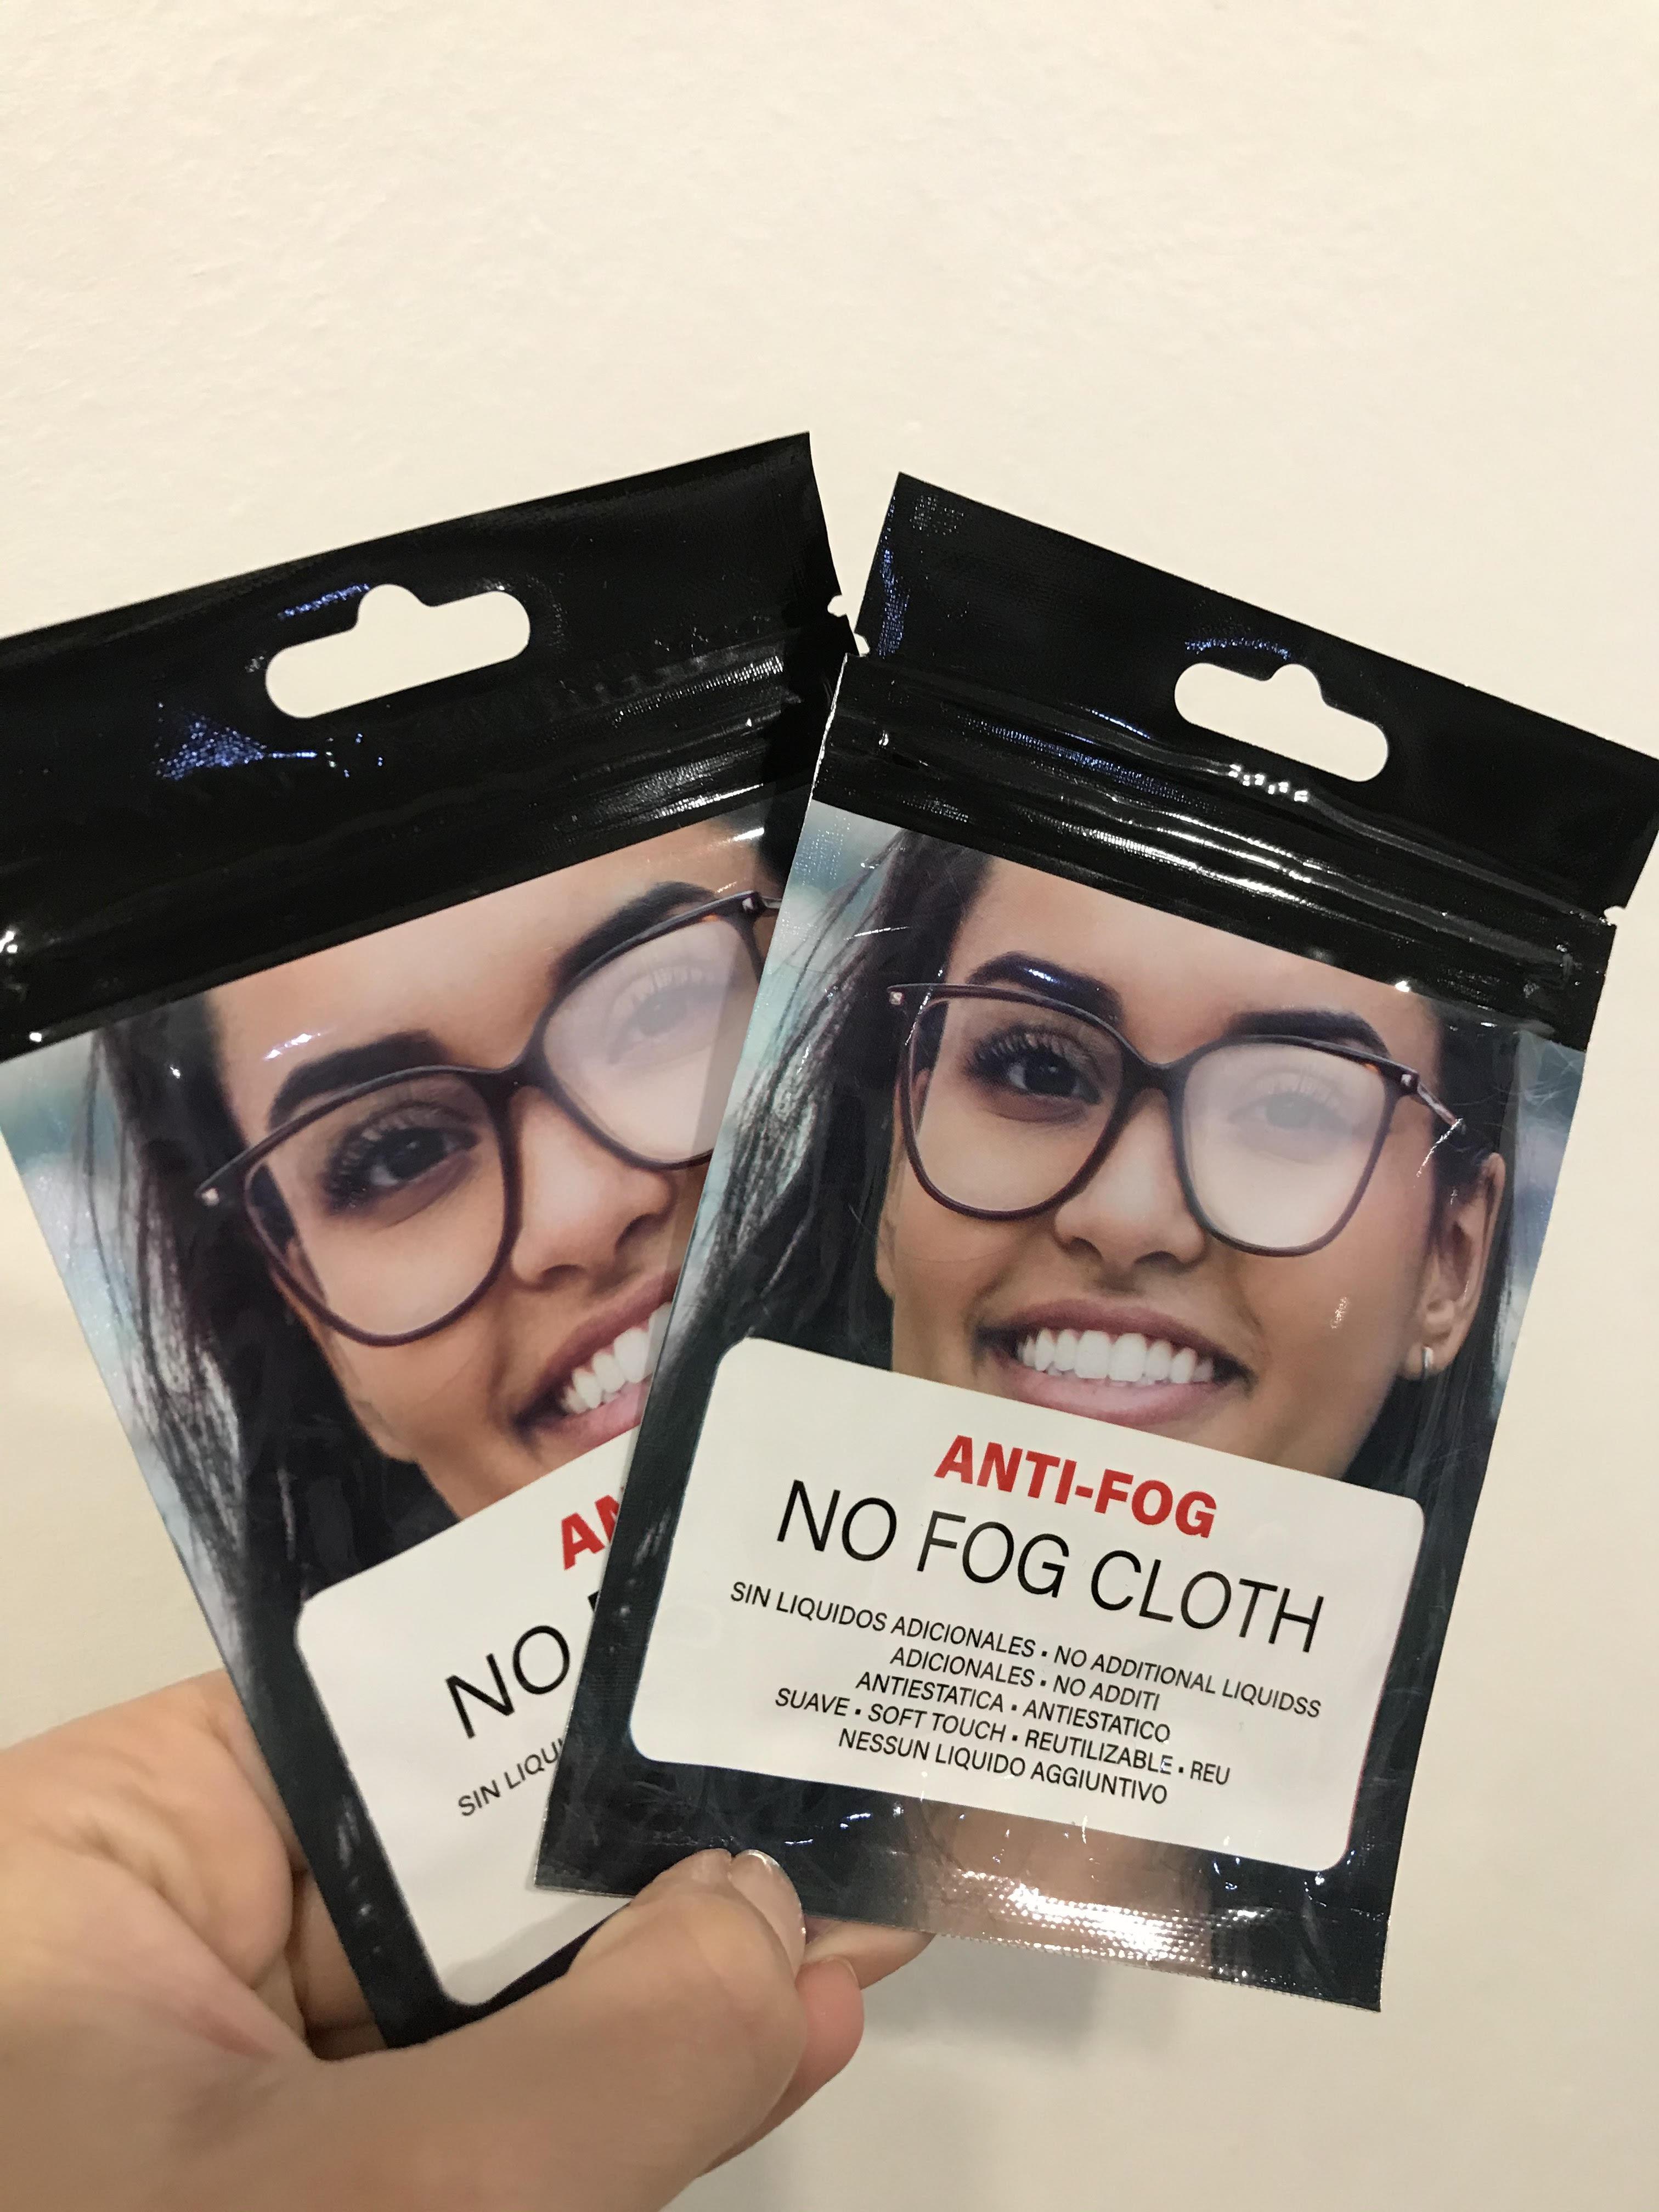 AN
NO
SIN LIQUI
ANTI-FOG
NO FOG CLOTH
SIN LIQUIDOS ADICIONALES ▪ NO ADDITIONAL LIQUIDSS
ADICIONALES ▪ NO ADDITI
ANTIESTATICA ▪ ANTIESTATICO
SUAVE ▪ SOFT TOUCH ▪ REUTILIZABLE ▪ REU
NESSUN LIQUIDO AGGIUNTIVO